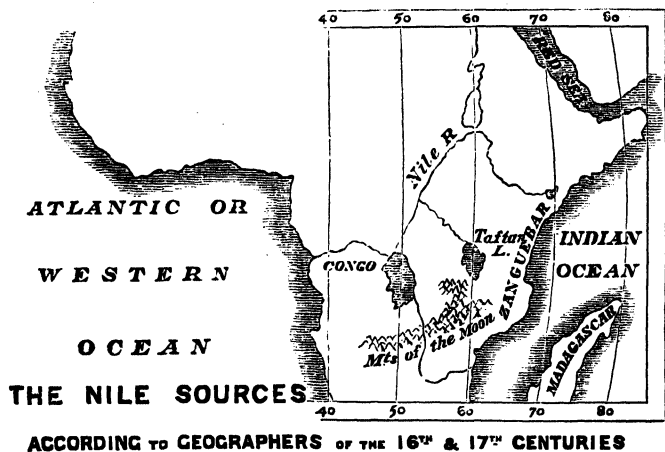 40 50 60 70 80
RED SEA
Nile R
ATLANTIC OR
WESTERN
OCEAN
ZANGUEBAR
Taftan
L.
INDIAN
OCEAN
CONGO
Mts of the Moon
MADAGASCAR
THE NILE SOURCES
40 50 60 70 80
ACCORDING TO GEOGRAPHERS OF THE 16TH & 17TH CENTURIES